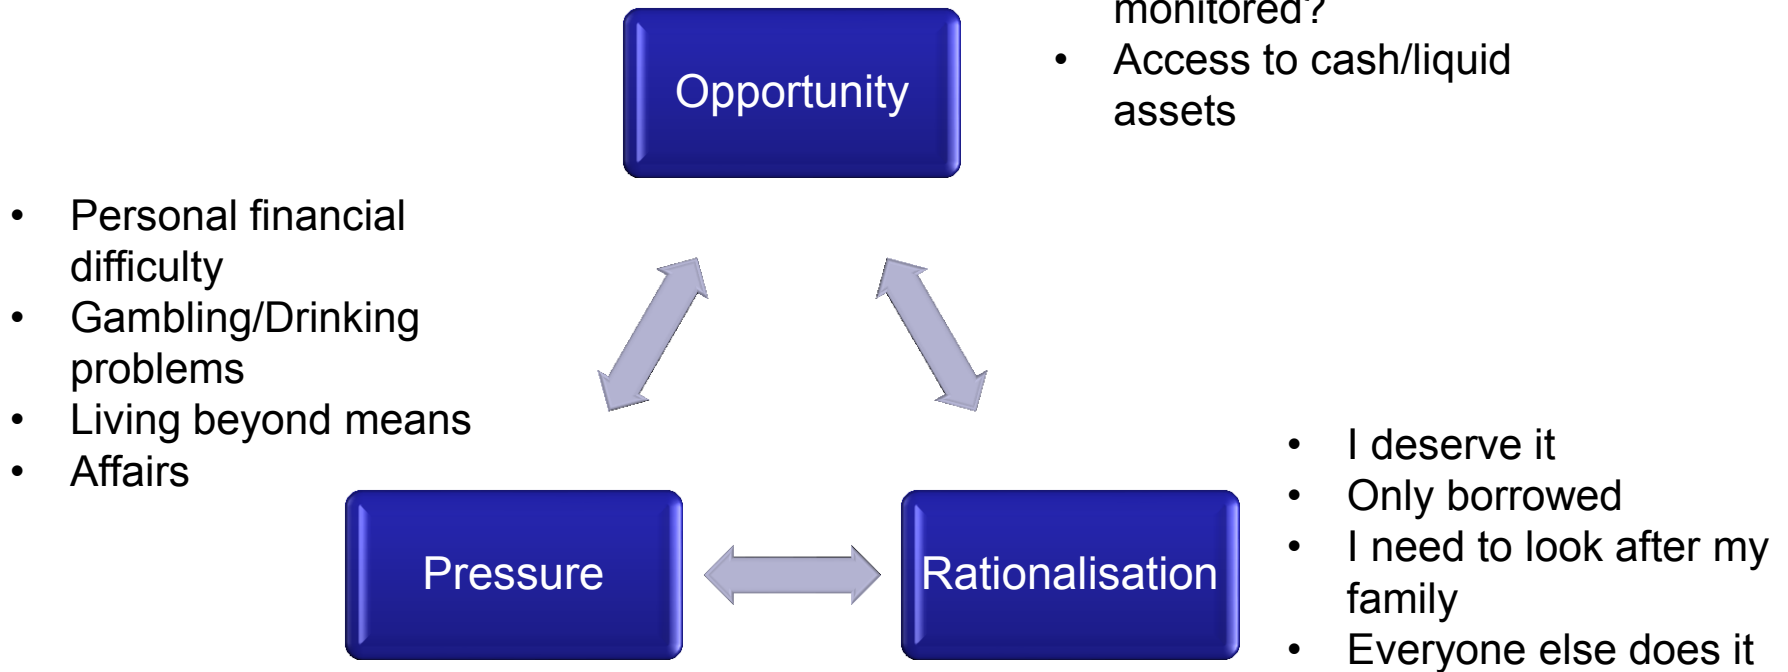 monitored?
• Access to cash/liquid
assets
Opportunity
• Personal financial
difficulty
• Gambling/Drinking
problems
• Living beyond means
• Affairs
Pressure
Rationalisation
• I deserve it
• Only borrowed
• I need to look after my
family
• Everyone else does it